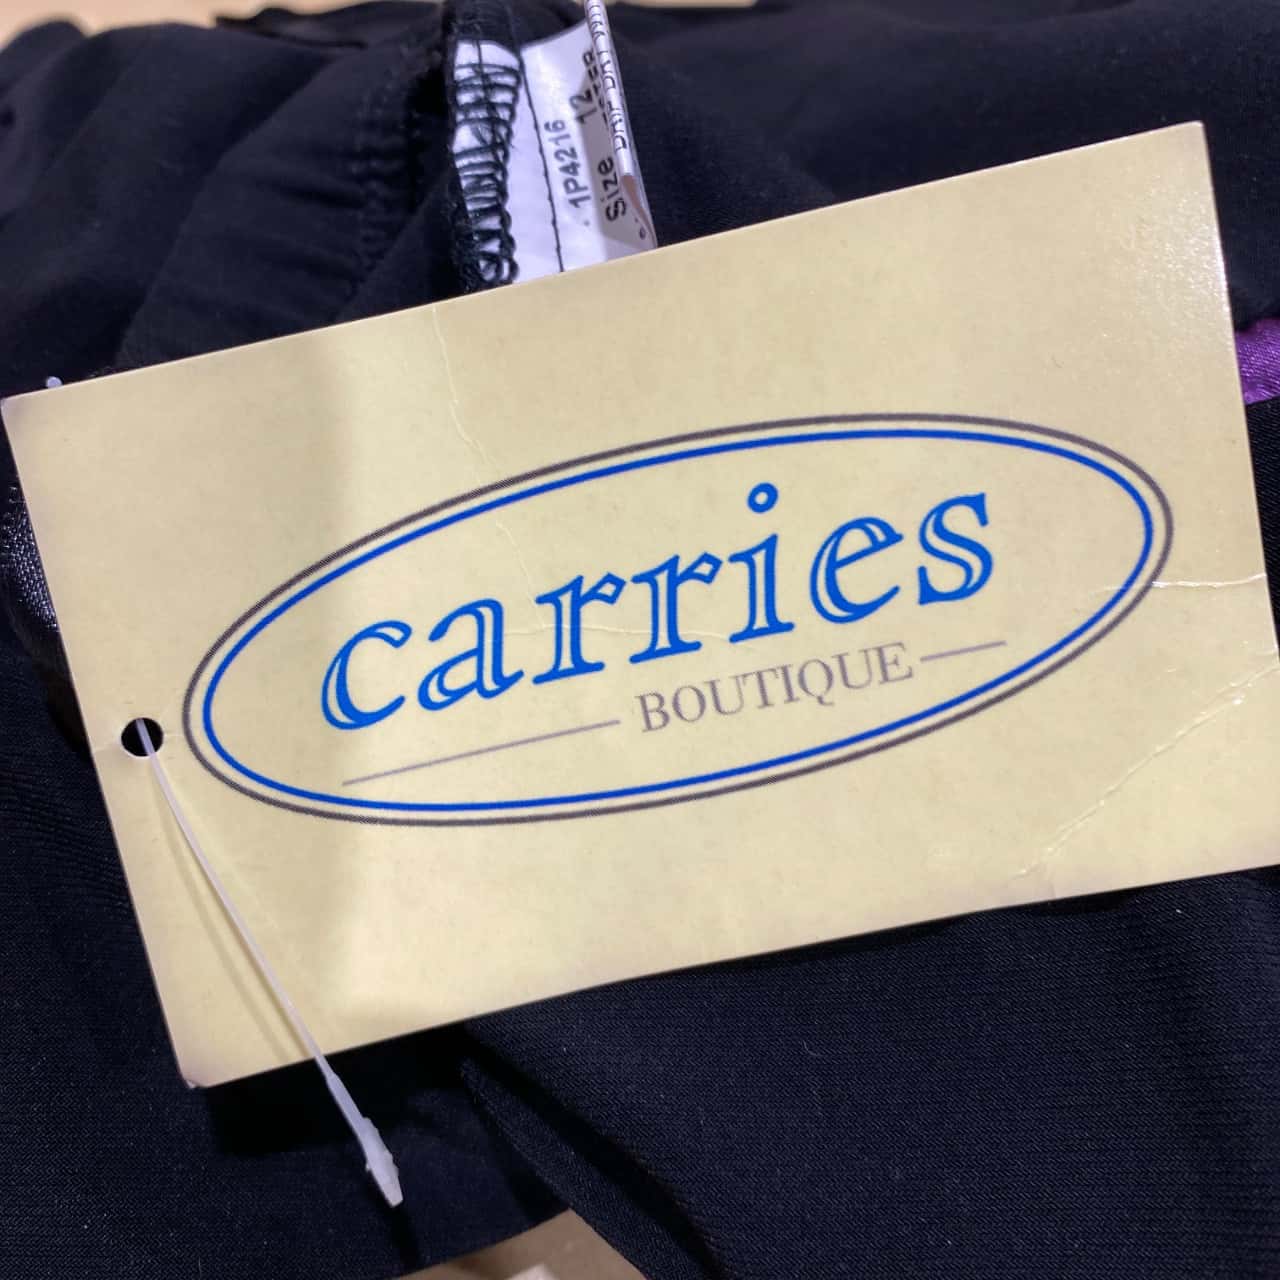 1P4216
Size 12
carries
BOUTIQUE